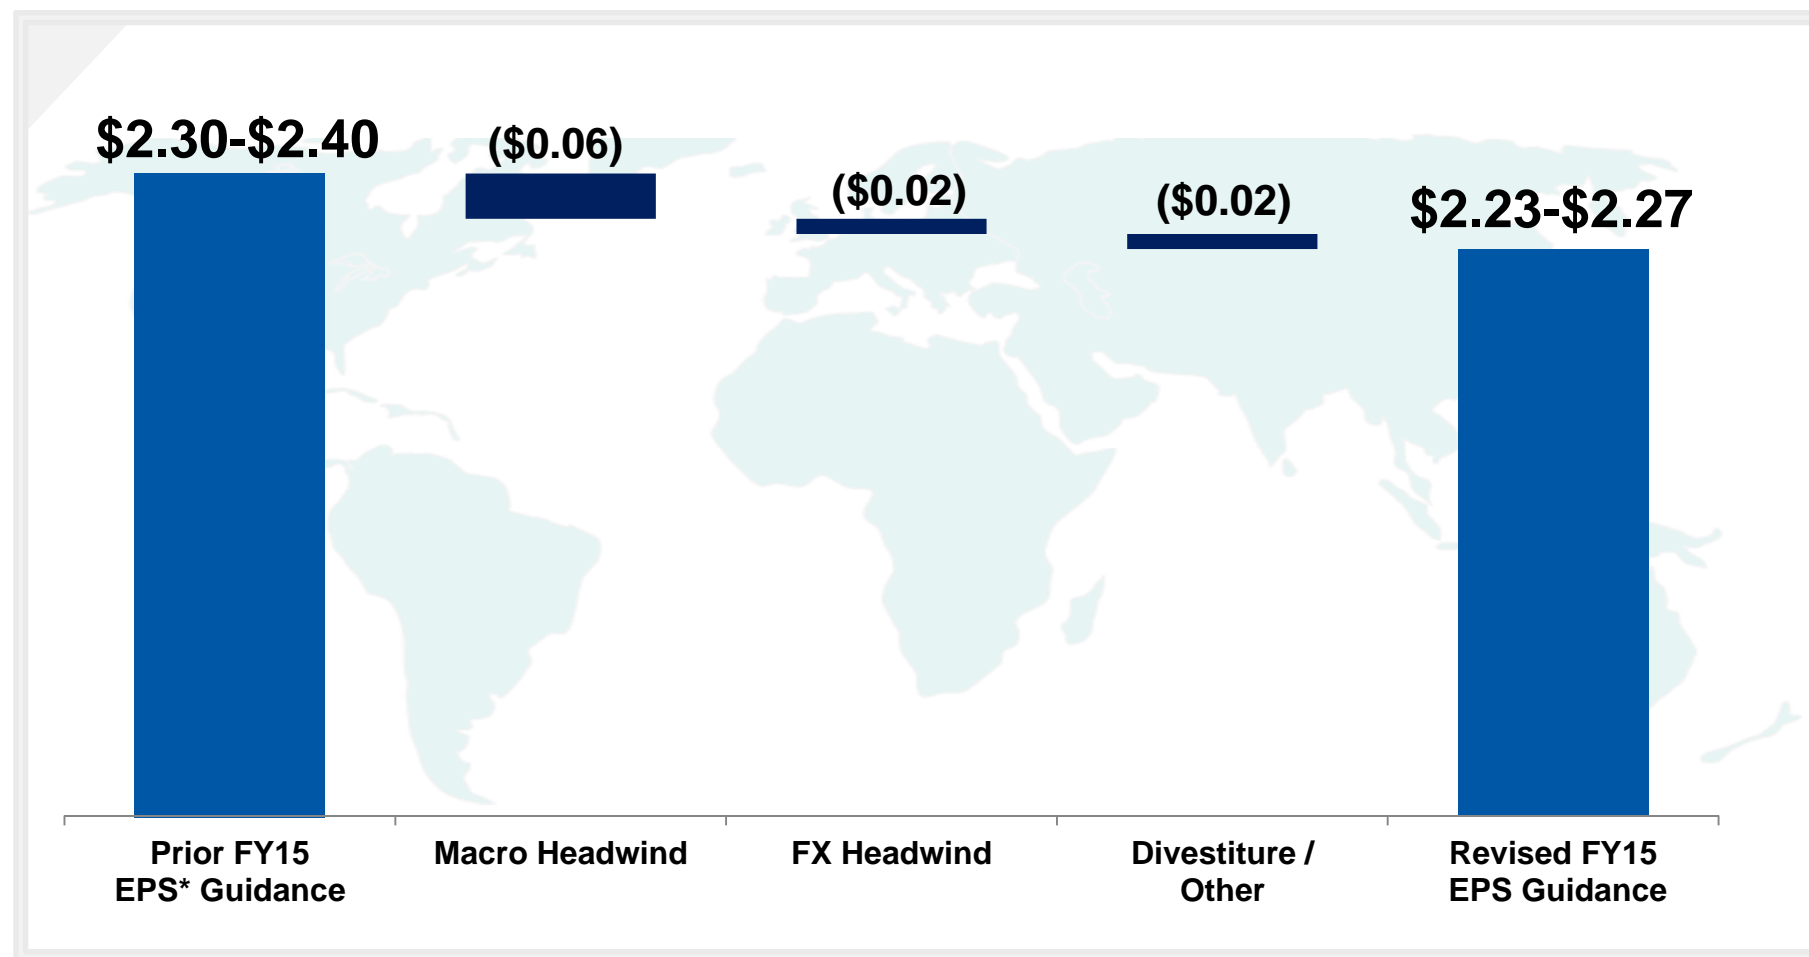 $2.30-$2.40
($0.06)
($0.02)
($0.02)
$2.23-$2.27
Prior FY15
EPS* Guidance
Macro Headwind
FX Headwind
Divestiture /
Other
Revised FY15
EPS Guidance